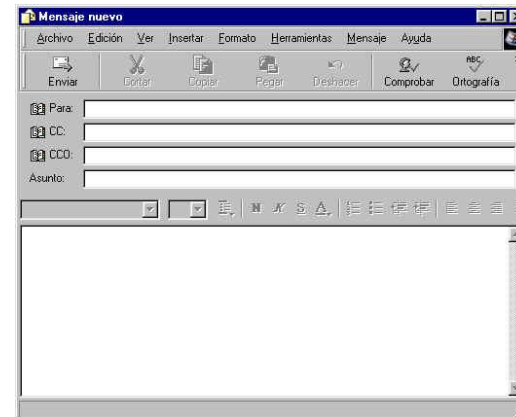 Mensaje nuevo
Archivo Edición Ver Insertar Formato Herramientas Mensaje Ayuda
Enviar Cortar Copiar Pegar Deshacer Comprobar Ortografía
Para:
CC:
CCO:
Asunto:
N K S A